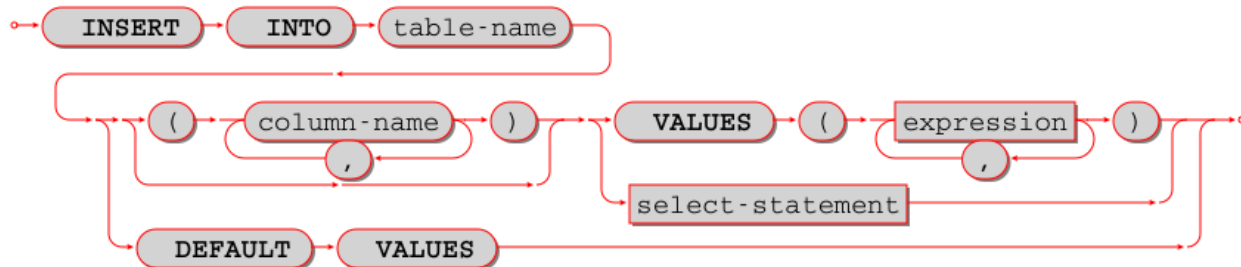 INSERT INTO table-name
( column-name ) VALUES ( expression )
, ,
select-statement
DEFAULT VALUES